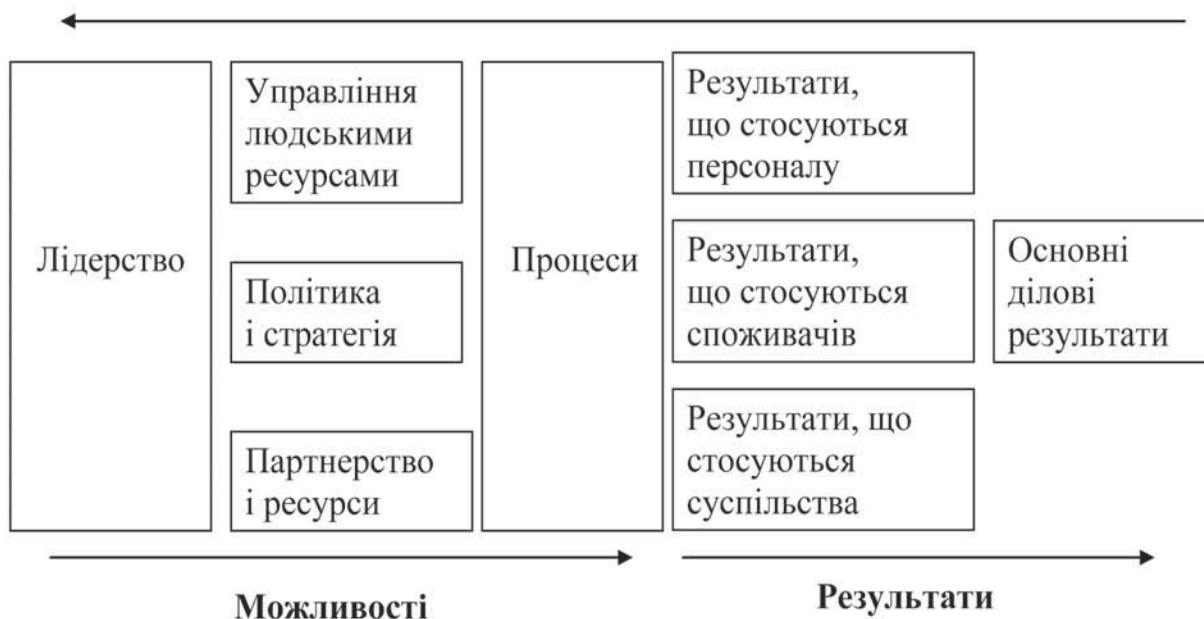 Лідерство
Управління
людськими
ресурсами
Політика
і стратегія
Партнерство
і ресурси
Процеси
Результати,
що стосуються
персоналу
Результати,
що стосуються
споживачів
Результати, що
стосуються
суспільства
Основні
ділові
результати
Можливості
Результати